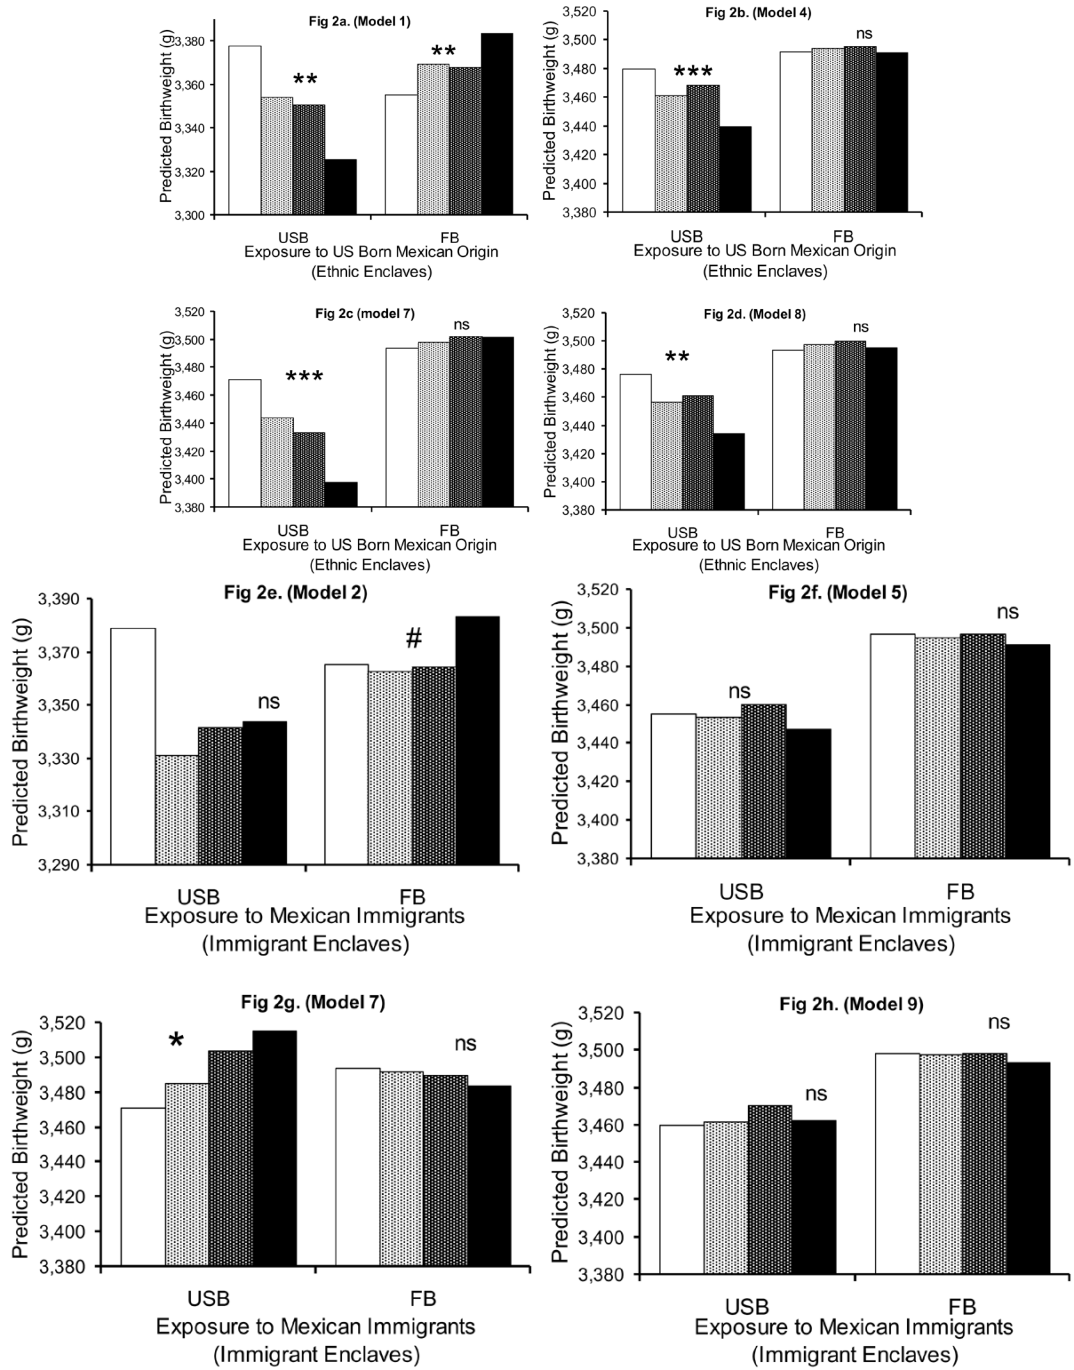 Fig 2a. (Model 1)
Predicted Birthweight (g)
3,380
3,360
3,340
3,320
3,300
**
**
USB
FB
Exposure to US Born Mexican Origin
(Ethnic Enclaves)
Fig 2b. (Model 4)
Predicted Birthweight (g)
3,520
3,500
3,480
3,460
3,440
3,420
3,400
3,380
***
ns
USB
FB
Exposure to US Born Mexican Origin
(Ethnic Enclaves)
Fig 2c (model 7)
Predicted Birthweight (g)
3,520
3,500
3,480
3,460
3,440
3,420
3,400
3,380
***
ns
USB
FB
Exposure to US Born Mexican Origin
(Ethnic Enclaves)
Fig 2d. (Model 8)
Predicted Birthweight (g)
3,520
3,500
3,480
3,460
3,440
3,420
3,400
3,380
**
ns
USB
FB
Exposure to US Born Mexican Origin
(Ethnic Enclaves)
Fig 2e. (Model 2)
Predicted Birthweight (g)
3,390
3,370
3,350
3,330
3,310
3,290
ns
#
USB
FB
Exposure to Mexican Immigrants
(Immigrant Enclaves)
Fig 2f. (Model 5)
Predicted Birthweight (g)
3,520
3,500
3,480
3,460
3,440
3,420
3,400
3,380
ns
ns
USB
FB
Exposure to Mexican Immigrants
(Immigrant Enclaves)
Fig 2g. (Model 7)
Predicted Birthweight (g)
3,520
3,500
3,480
3,460
3,440
3,420
3,400
3,380
*
ns
USB
FB
Exposure to Mexican Immigrants
(Immigrant Enclaves)
Fig 2h. (Model 9)
Predicted Birthweight (g)
3,520
3,500
3,480
3,460
3,440
3,420
3,400
3,380
ns
ns
USB
FB
Exposure to Mexican Immigrants
(Immigrant Enclaves)